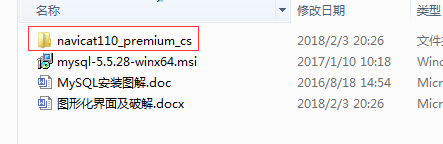 名称
修改日期
类型
navicat110_premium_cs
2018/2/3 20:26
文件
mysql-5.5.28-winx64.msi
2017/1/10 10:18
Wind
MySQL安装图解.doc
2016/8/18 14:54
Micr
图形化界面及破解.docx
2018/2/3 20:26
Micr